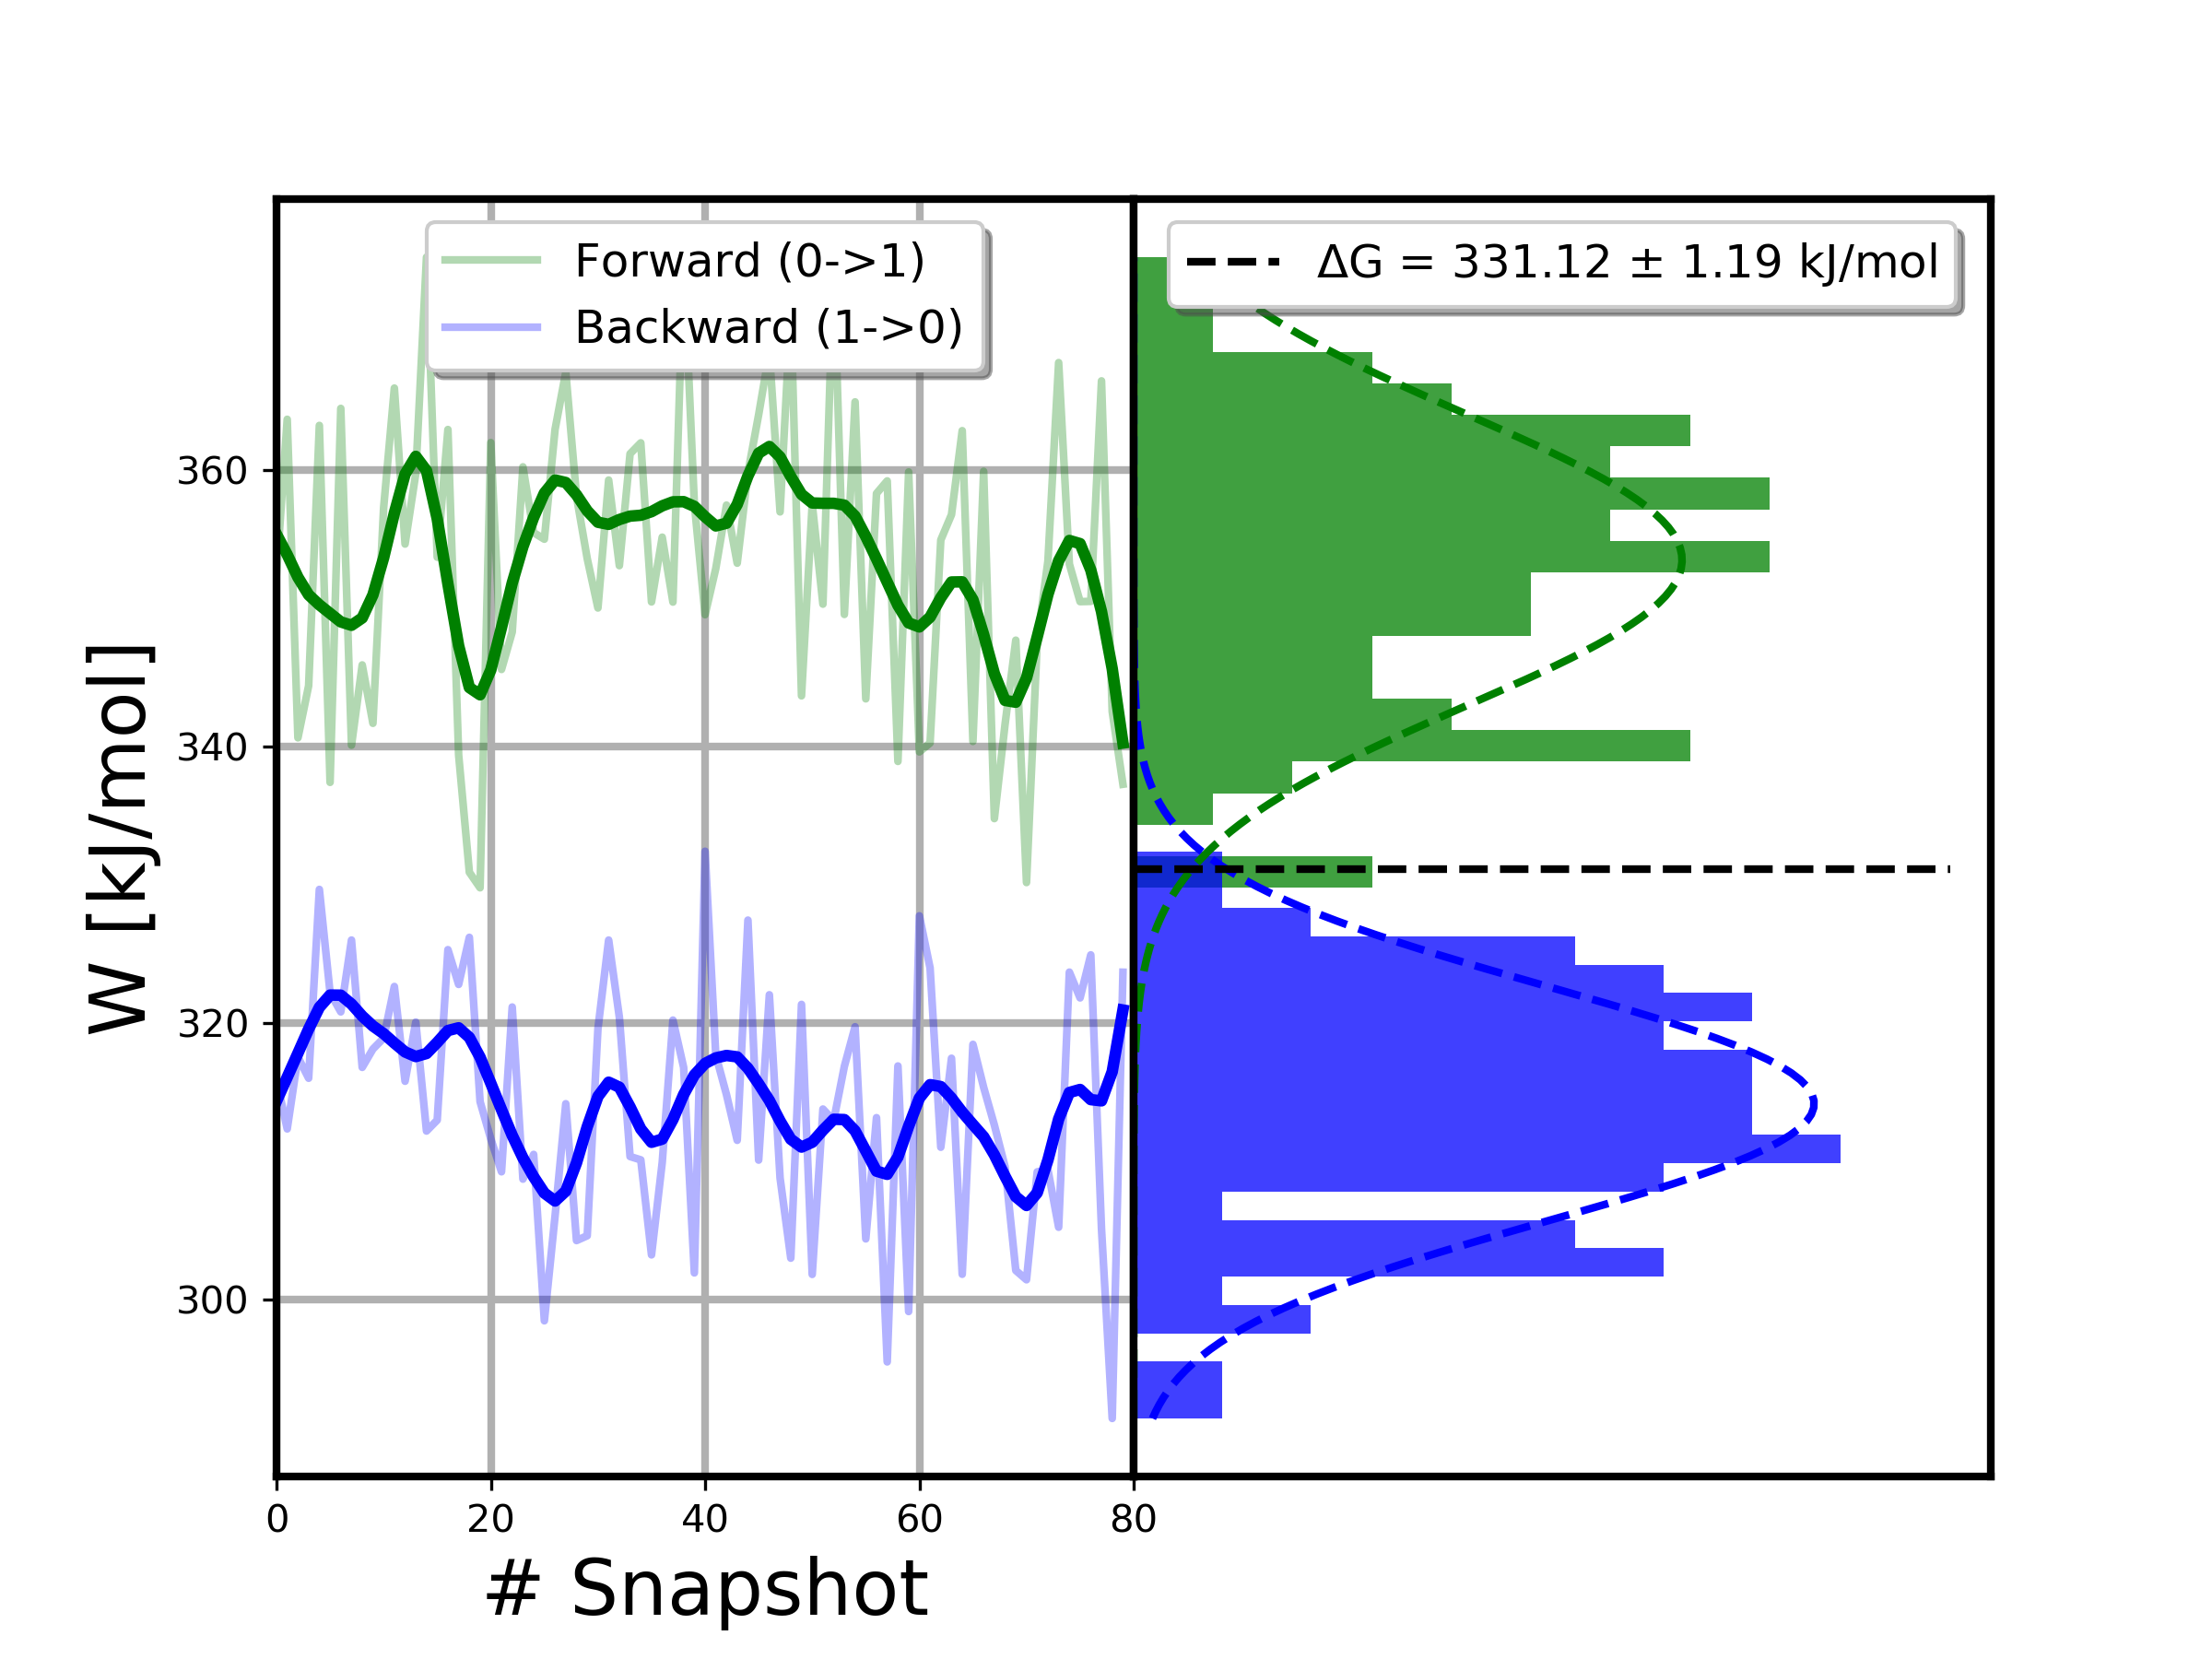 Forward (0->1)
Backward (1->0)
ΔG = 331.12 ± 1.19 kJ/mol
W [kJ/mol]
360
340
320
300
0 20 40 60 80
# Snapshot